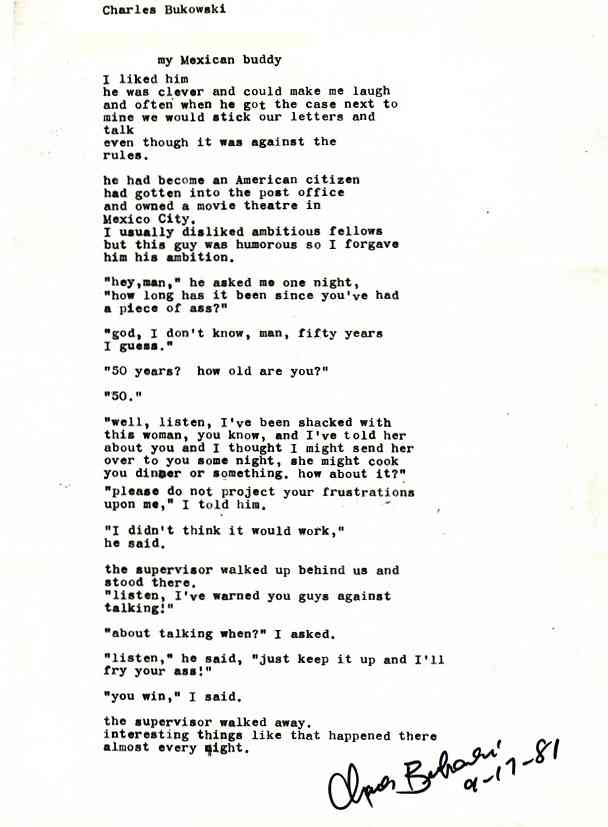 Charles Bukowski
my Mexican buddy
I liked him
he was clever and could make me laugh
and often when he got the case next to
mine we would stick our letters and
talk
even though it was against the
rules.
he had become an American citizen
had gotten into the post office
and owned a movie theatre in
Mexico City.
I usually disliked ambitious fellows
but this guy was humorous so I forgave
him his ambition.
"hey,man," he asked me one night,
"how long has it been since you've had
a piece of ass?"
"god, I don't know, man, fifty years
I guess."
"50 years?  how old are you?"
"50."
"well, listen, I've been shacked with
this woman, you know, and I've told her
about you and I thought I might send her
over to you some night, she might cook
you dinner or something. how about it?"
"please do not project your frustrations
upon me," I told him.
"I didn't think it would work,"
he said.
the supervisor walked up behind us and
stood there.
"listen, I've warned you guys against
talking!"
"about talking when?" I asked.
"listen," he said, "just keep it up and I'll
fry your ass!"
"you win," I said.
the supervisor walked away.
interesting things like that happened there
almost every night.
Charles Bukowski
9-17-81